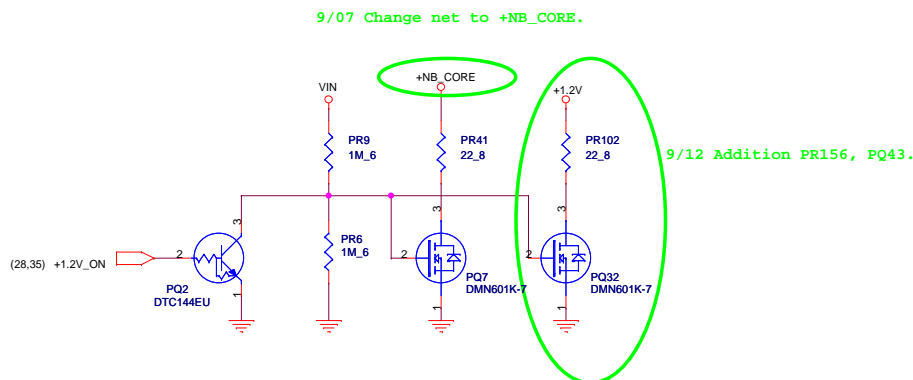 9/07 Change net to +NB_CORE.
VIN
+NB_CORE
+1.2V
PR9
1M_6
PR41
22_8
PR102
22_8
9/12 Addition PR156, PQ43.
3
3
3
(28,35) +1.2V_ON
2
PR6
1M_6
2
2
PQ2
DTC144EU
1
PQ7
DMN601K-7
1
PQ32
DMN601K-7
1